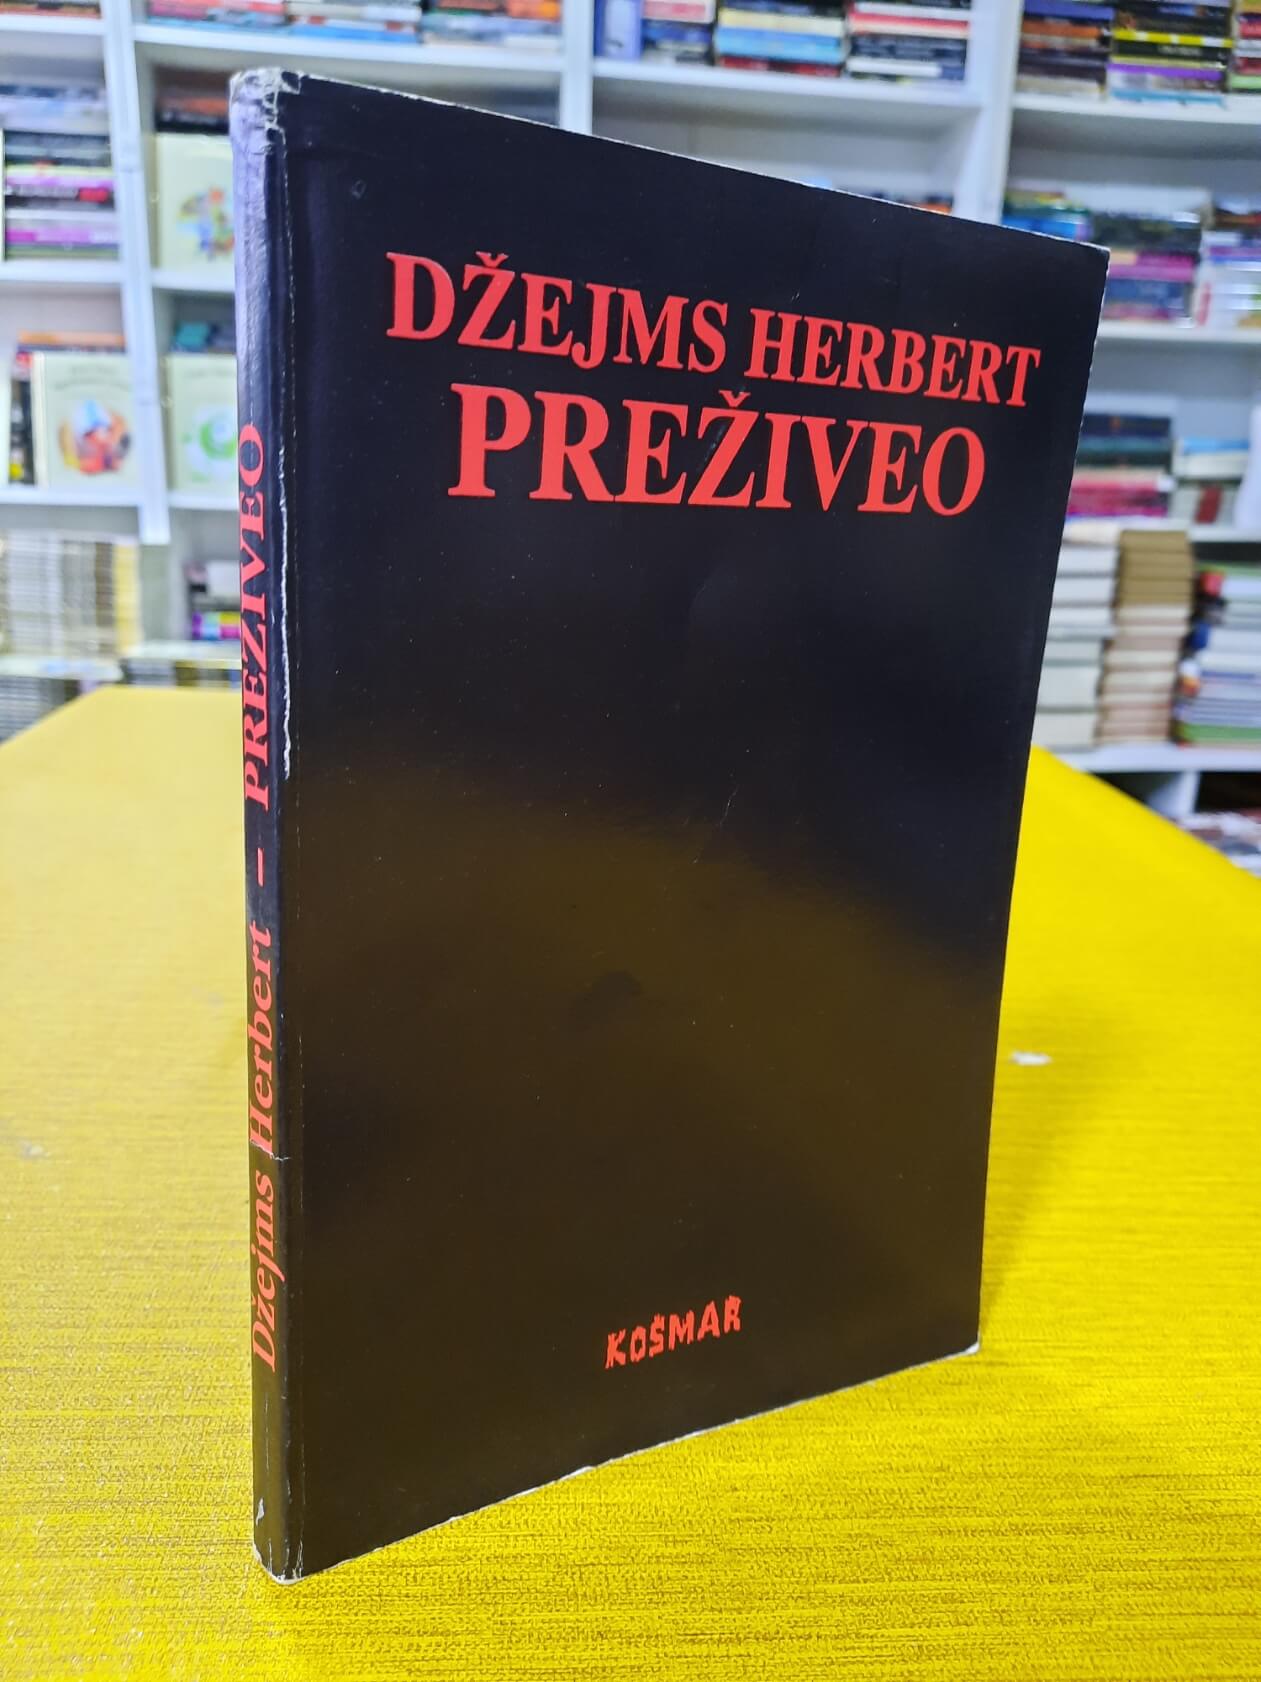 DŽEJMS HERBERT
PREŽIVEO
KOŠMAR
Džejms Herbert – PREŽIVEO